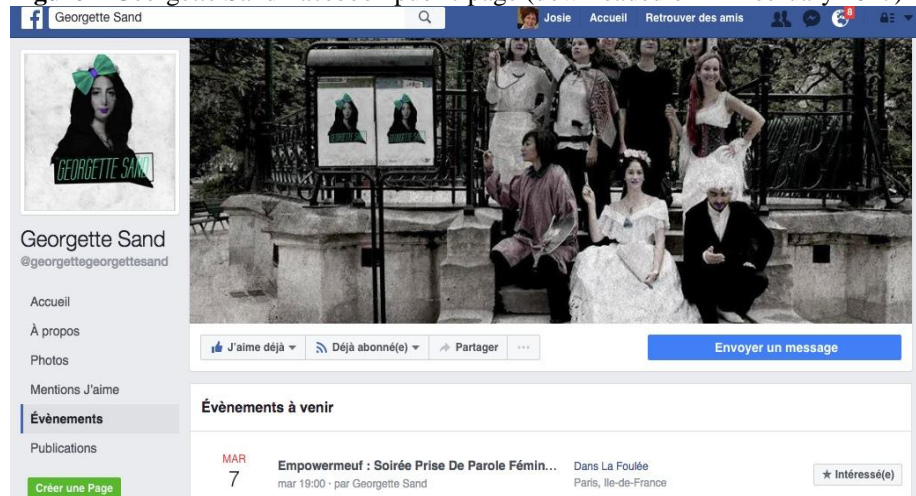 Georgette Sand
Josie Accueil Retrouver des amis
8
GEORGETTE SAND
Georgette Sand
@georgettegeorgettesand
Accueil
À propos
Photos
Mentions J'aime
Évènements
Publications
Créer une Page
J'aime déjà
Déjà abonné(e)
Partager
Envoyer un message
Évènements à venir
MAR
7
Empowermeuf : Soirée Prise De Parole Fémin...
mar 19:00 · par Georgette Sand
Dans La Foulée
Paris, Ile-de-France
Intéressé(e)